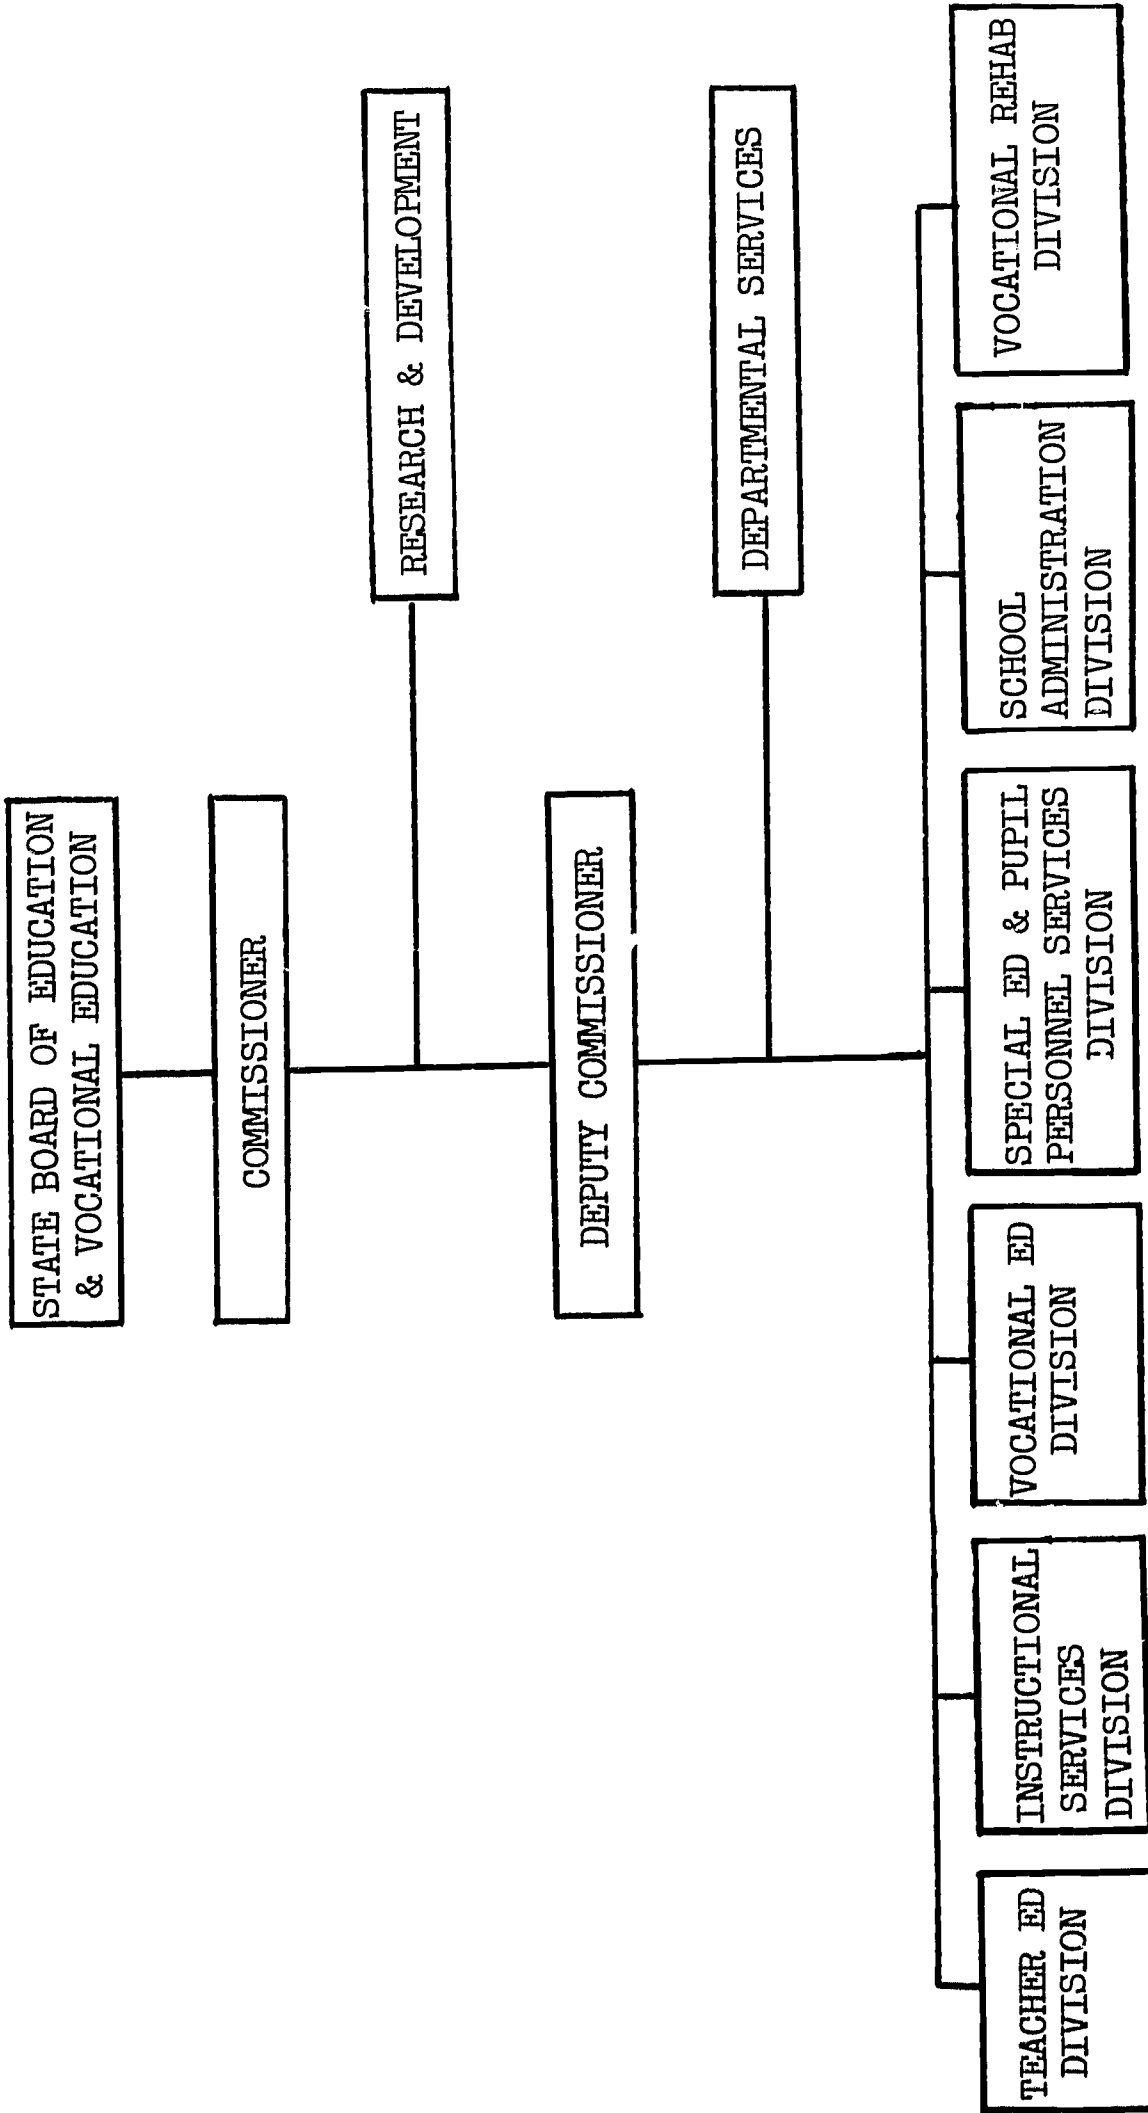 STATE BOARD OF EDUCATION
& VOCATIONAL EDUCATION
COMMISSIONER
RESEARCH & DEVELOPMENT
DEPUTY COMMISSIONER
DEPARTMENTAL SERVICES
TEACHER ED
DIVISION
INSTRUCTIONAL
SERVICES
DIVISION
VOCATIONAL ED
DIVISION
SPECIAL ED & PUPIL
PERSONNEL SERVICES
DIVISION
SCHOOL
ADMINISTRATION
DIVISION
VOCATIONAL REHAB
DIVISION